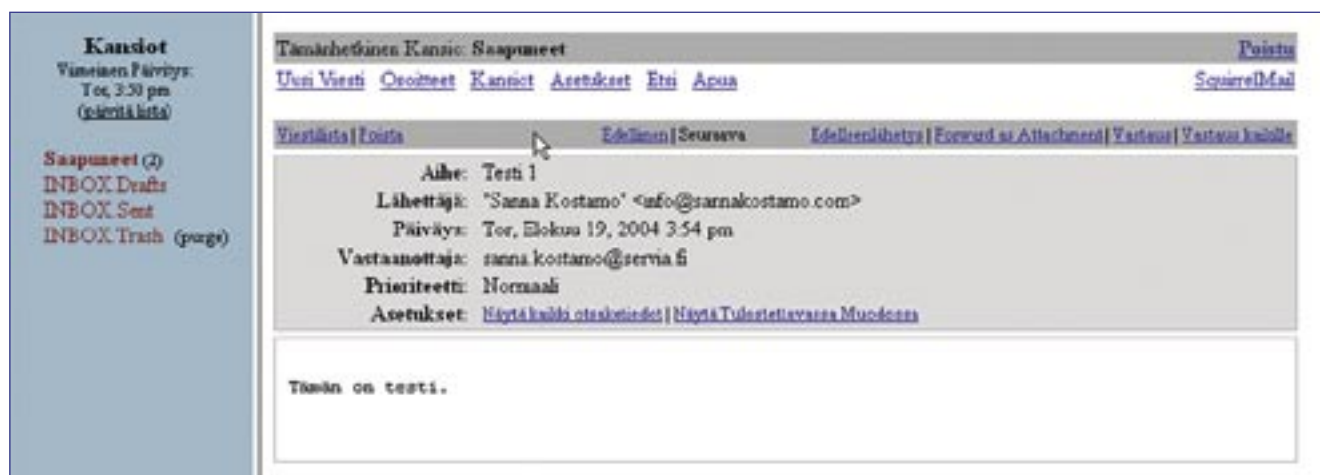 Kansiot
Viimeinen Päivitys:
Tor, 3:50 pm
(päivitä lista)
Saapuneet (2)
INBOX.Drafts
INBOX.Sent
INBOX.Trash (purge)
Tämänhetkinen Kansio: Saapuneet Poistu
Uusi Viesti Osoitteet Kansiot Asetukset Etsi Apua SquirrelMail
Viestilista | Poista Edellinen | Seuraava Edelleenlähetys | Forward as Attachment | Vastaus | Vastaus kaikille
Aihe: Testi 1
Lähettäjä: "Sanna Kostamo" <info@sannakostamo.com>
Päiväys: Tor, Elokuu 19, 2004 3:54 pm
Vastaanottaja: sanna.kostamo@servia.fi
Prioriteetti: Normaali
Asetukset: Näytä kaikki otsaketiedot | Näytä Tulostettavassa Muodossa
Tämän on testi.